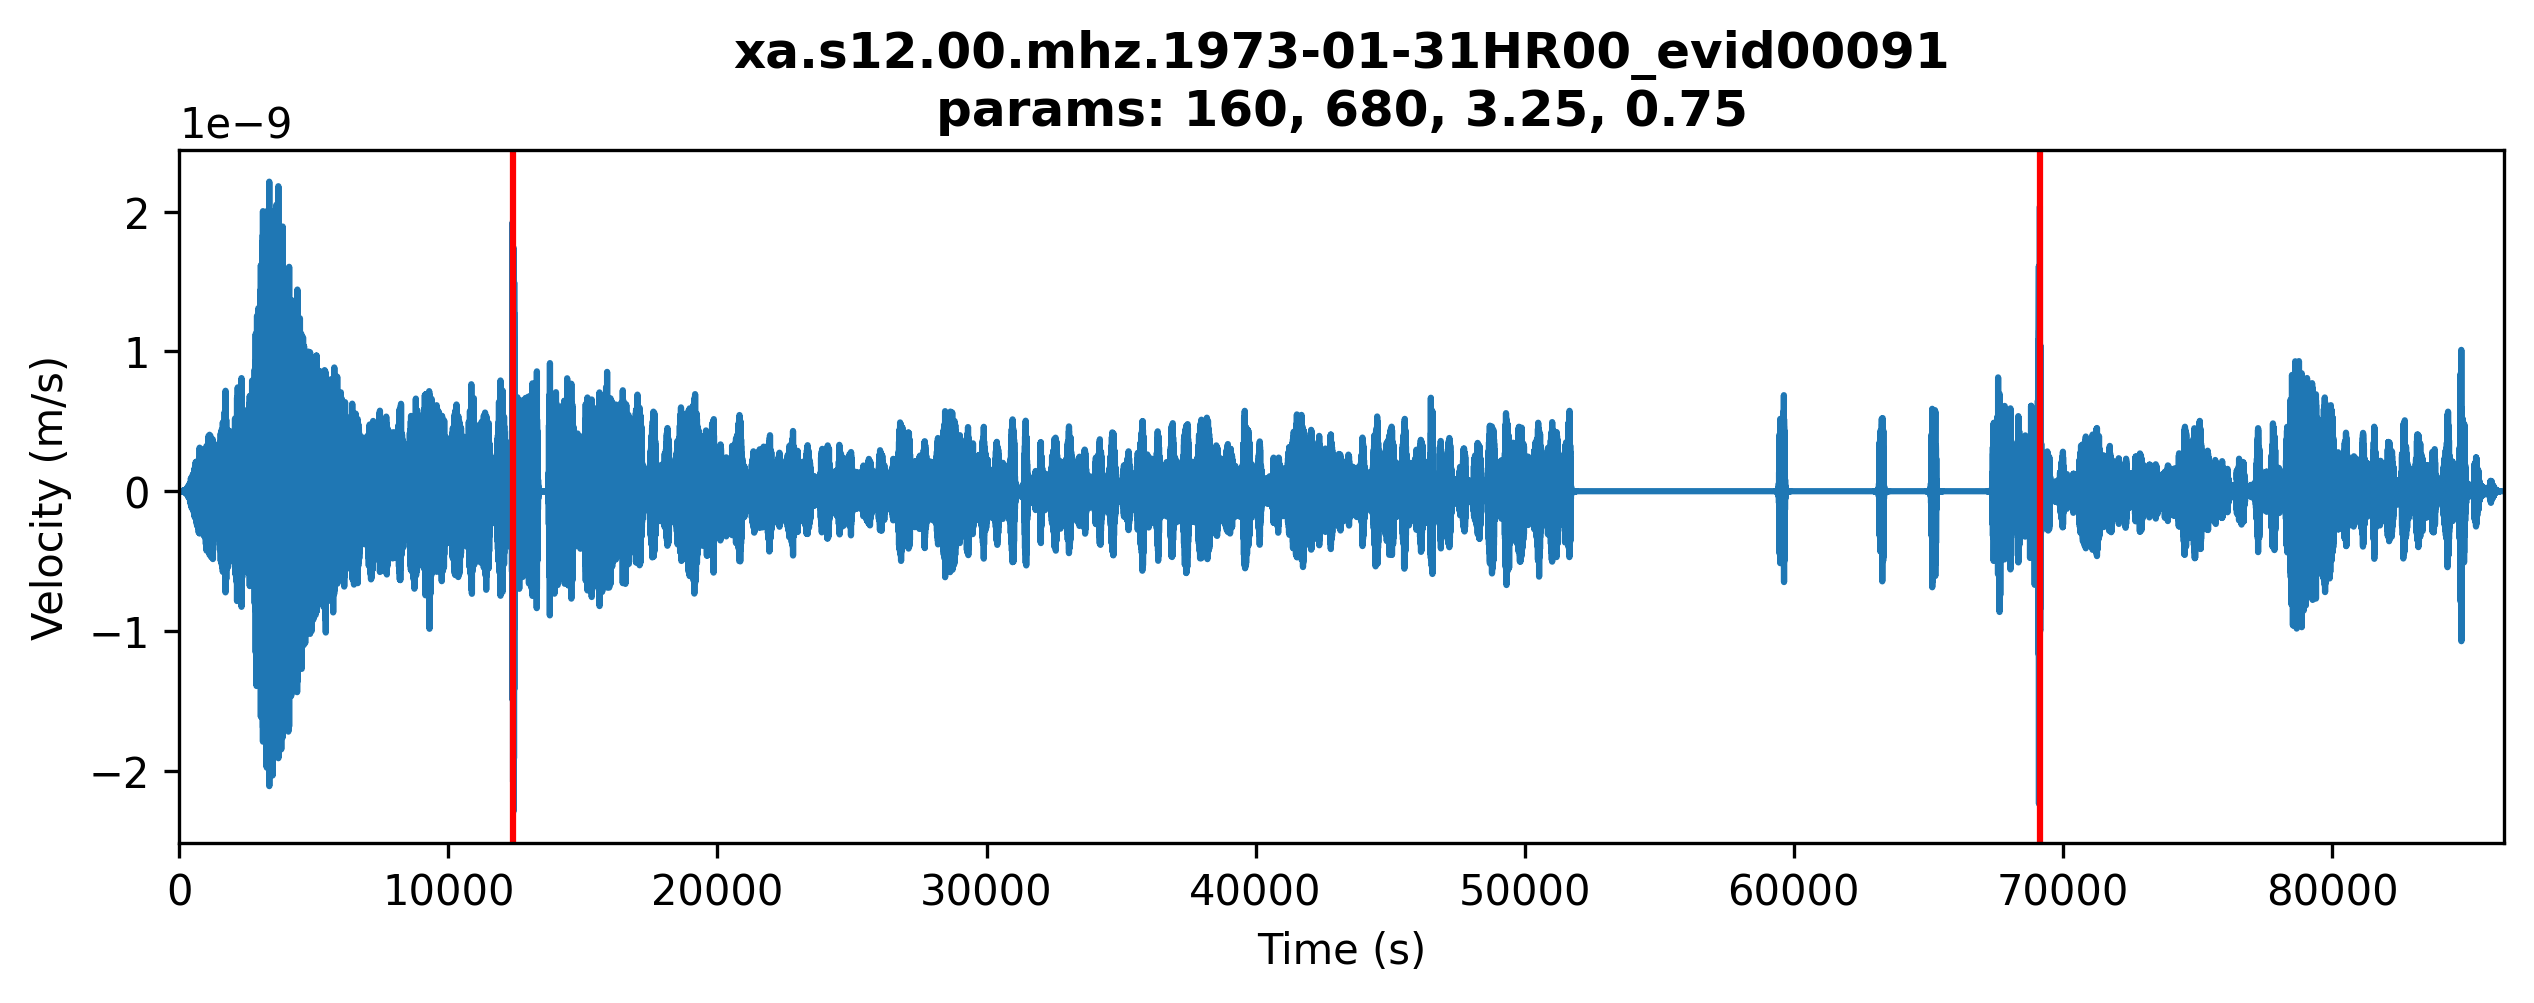 xa.s12.00.mhz.1973-01-31HR00_evid00091
params: 160, 680, 3.25, 0.75
1e−9
2
1
0
−1
−2
Velocity (m/s)
0 10000 20000 30000 40000 50000 60000 70000 80000
Time (s)